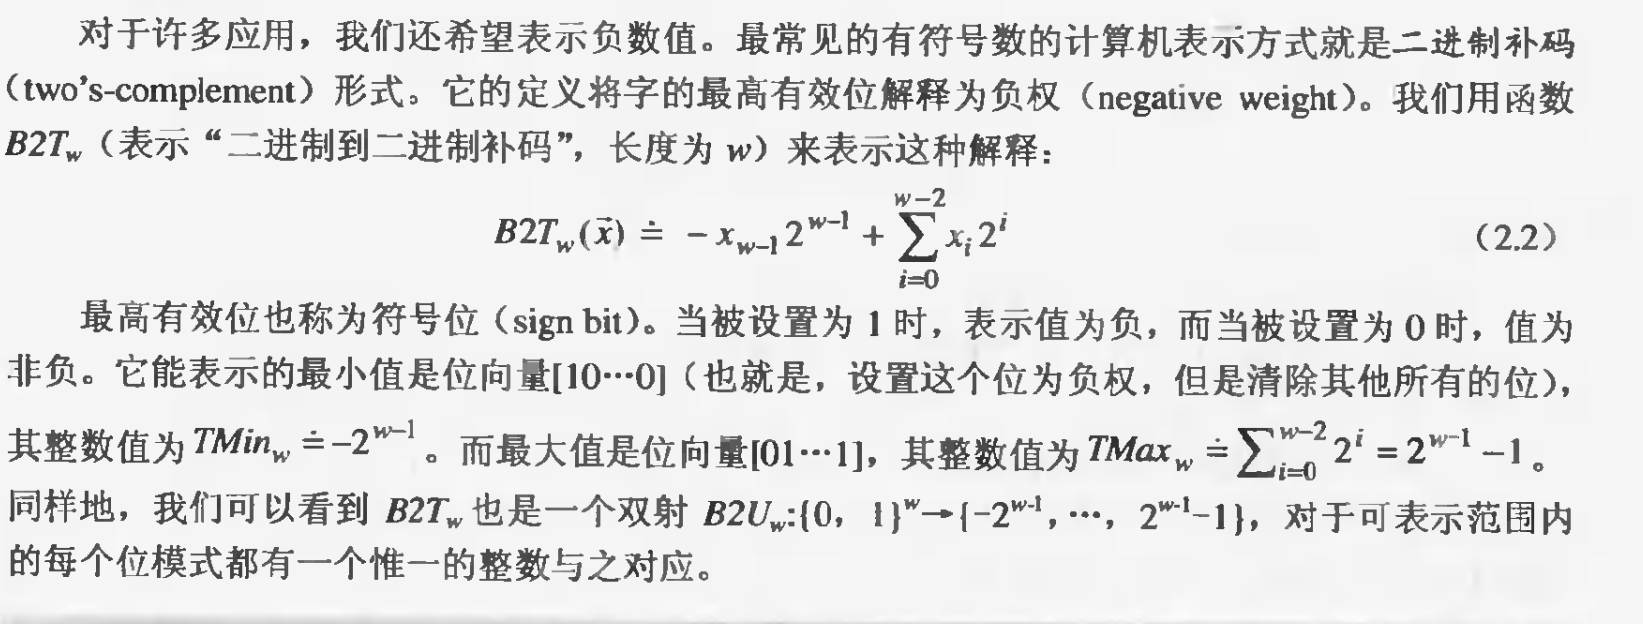 对于许多应用，我们还希望表示负数值。最常见的有符号数的计算机表示方式就是二进制补码
（two's-complement）形式。它的定义将字的最高有效位解释为负权（negative weight）。我们用函数
B2T_w（表示“二进制到二进制补码”，长度为 w）来表示这种解释：
B2T_w(x⃗) ≐ −x_{w−1}2^{w−1} + ∑_{i=0}^{w−2} x_i 2^i （2.2）
最高有效位也称为符号位（sign bit）。当被设置为 1 时，表示值为负，而当被设置为 0 时，值为
非负。它能表示的最小值是位向量[10…0]（也就是，设置这个位为负权，但是清除其他所有的位），
其整数值为 TMin_w ≐ −2^{w−1}。而最大值是位向量[01…1]，其整数值为 TMax_w ≐ ∑_{i=0}^{w−2} 2^i = 2^{w−1} −1。
同样地，我们可以看到 B2T_w 也是一个双射 B2U_w:{0, 1}^w→{−2^{w-1}, …, 2^{w-1}−1}，对于可表示范围内
的每个位模式都有一个惟一的整数与之对应。